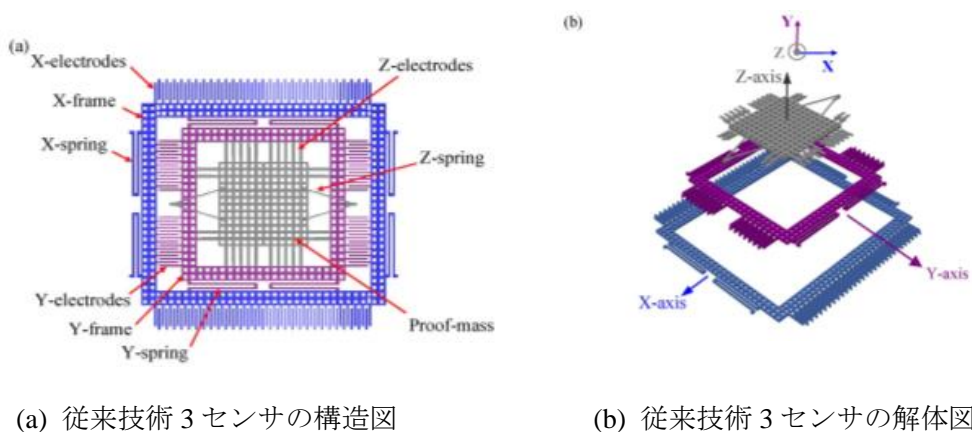 (a)
X-electrodes
X-frame
X-spring
Z-electrodes
Z-spring
Y-electrodes
Y-frame
Y-spring
Proof-mass
(b)
Y
Z
X
Z-axis
Y-axis
X-axis
(a) 従来技術 3 センサの構造図
(b) 従来技術 3 センサの解体図